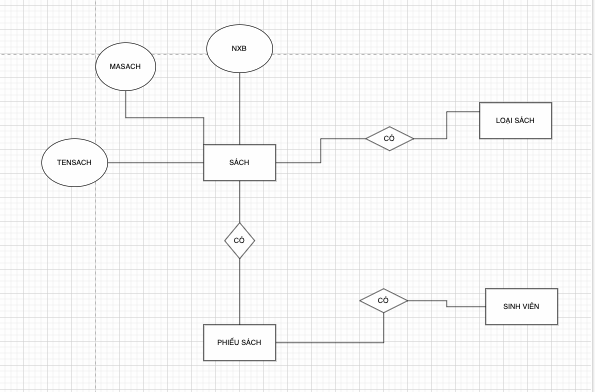 NXB
MASACH
LOẠI SÁCH
CÓ
TENSACH
SÁCH
CÓ
CÓ
SINH VIÊN
PHIẾU SÁCH